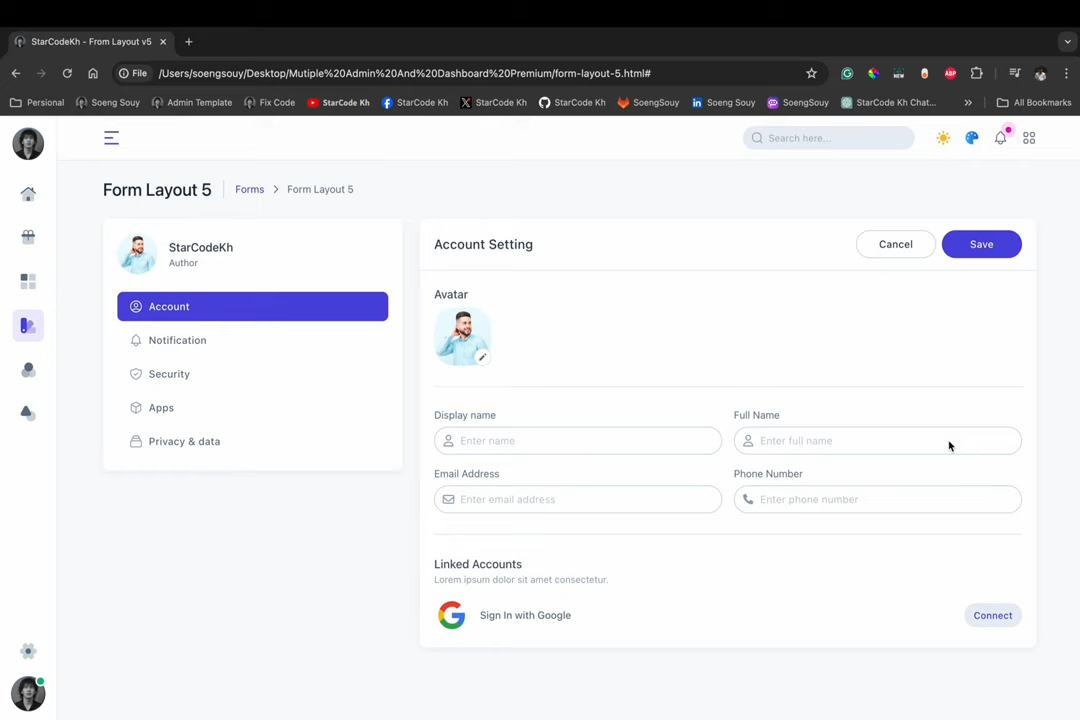 StarCodeKh - From Layout v5
File
/Users/soengsouy/Desktop/Mutiple%20Admin%20And%20Dashboard%20Premium/form-layout-5.html#
NEW
ABP
Personal
Soeng Souy
Admin Template
Fix Code
StarCode Kh
StarCode Kh
StarCode Kh
StarCode Kh
SoengSouy
Soeng Souy
SoengSouy
StarCode Kh Chat...
All Bookmarks
Search here...
Form Layout 5
Forms
Form Layout 5
StarCodeKh
Author
Account
Notification
Security
Apps
Privacy & data
Account Setting
Cancel
Save
Avatar
Display name
Full Name
Enter name
Enter full name
Email Address
Phone Number
Enter email address
Enter phone number
Linked Accounts
Lorem ipsum dolor sit amet consectetur.
Sign In with Google
Connect